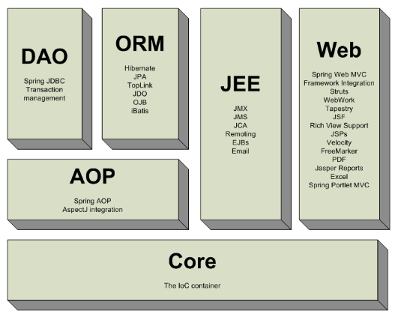 DAO
Spring JDBC
Transaction
management
ORM
Hibernate
JPA
TopLink
JDO
OJB
iBatis
JEE
JMX
JMS
JCA
Remoting
EJBs
Email
Web
Spring Web MVC
Framework Integration
Struts
WebWork
Tapestry
JSF
Rich View Support
JSPs
Velocity
FreeMarker
PDF
Jasper Reports
Excel
Spring Portlet MVC
AOP
Spring AOP
AspectJ integration
Core
The IoC container